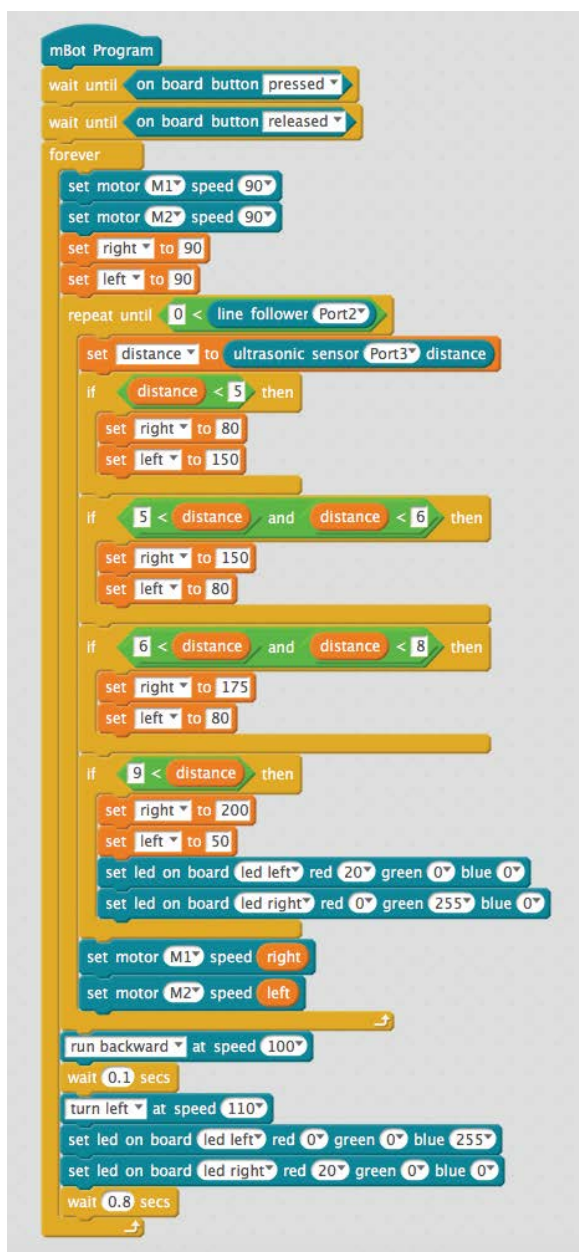 mBot Program
wait until on board button pressed
wait until on board button released
forever
set motor M1 speed 90
set motor M2 speed 90
set right to 90
set left to 90
repeat until 0 < line follower Port2
set distance to ultrasonic sensor Port3 distance
if distance < 5 then
set right to 80
set left to 150
if 5 < distance and distance < 6 then
set right to 150
set left to 80
if 6 < distance and distance < 8 then
set right to 175
set left to 80
if 9 < distance then
set right to 200
set left to 50
set led on board led left red 20 green 0 blue 0
set led on board led right red 0 green 255 blue 0
set motor M1 speed right
set motor M2 speed left
run backward at speed 100
wait 0.1 secs
turn left at speed 110
set led on board led left red 0 green 0 blue 255
set led on board led right red 20 green 0 blue 0
wait 0.8 secs